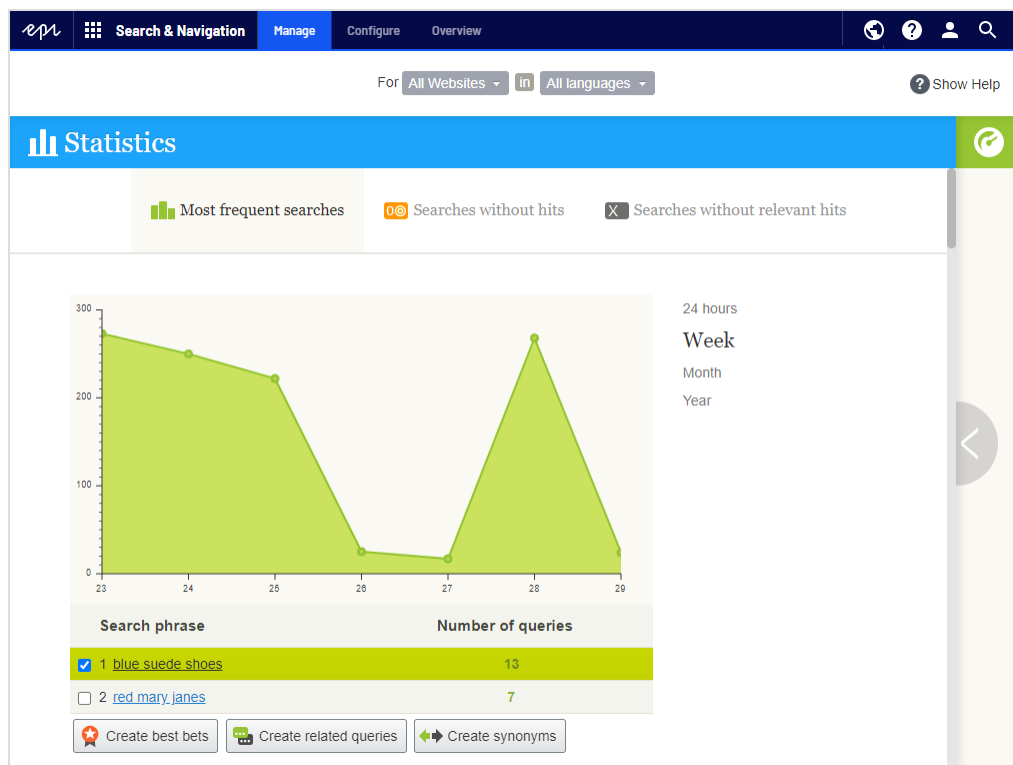 epi Search & Navigation Manage Configure Overview ?
For All Websites in All languages ? Show Help
Statistics
Most frequent searches Searches without hits X Searches without relevant hits
300
200
100
0
23 24 25 26 27 28 29
24 hours
Week
Month
Year
Search phrase Number of queries
1 blue suede shoes 13
2 red mary janes 7
Create best bets Create related queries Create synonyms